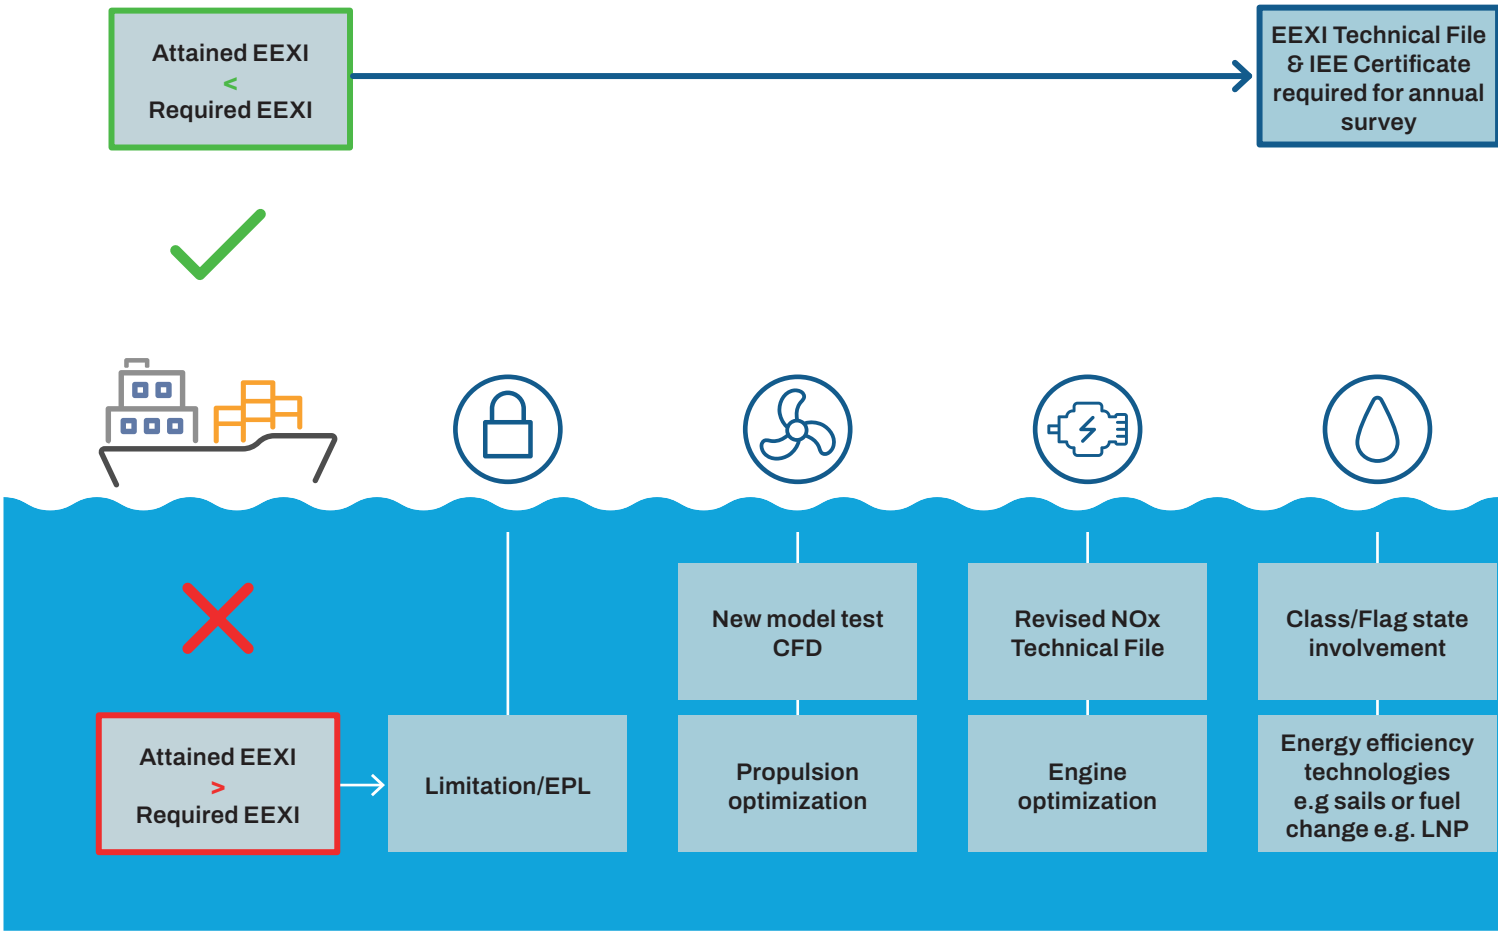 Attained EEXI
<
Required EEXI
EEXI Technical File
& IEE Certificate
required for annual
survey
New model test
CFD
Revised NOx
Technical File
Class/Flag state
involvement
Attained EEXI
>
Required EEXI
Limitation/EPL
Propulsion
optimization
Engine
optimization
Energy efficiency
technologies
e.g sails or fuel
change e.g. LNP